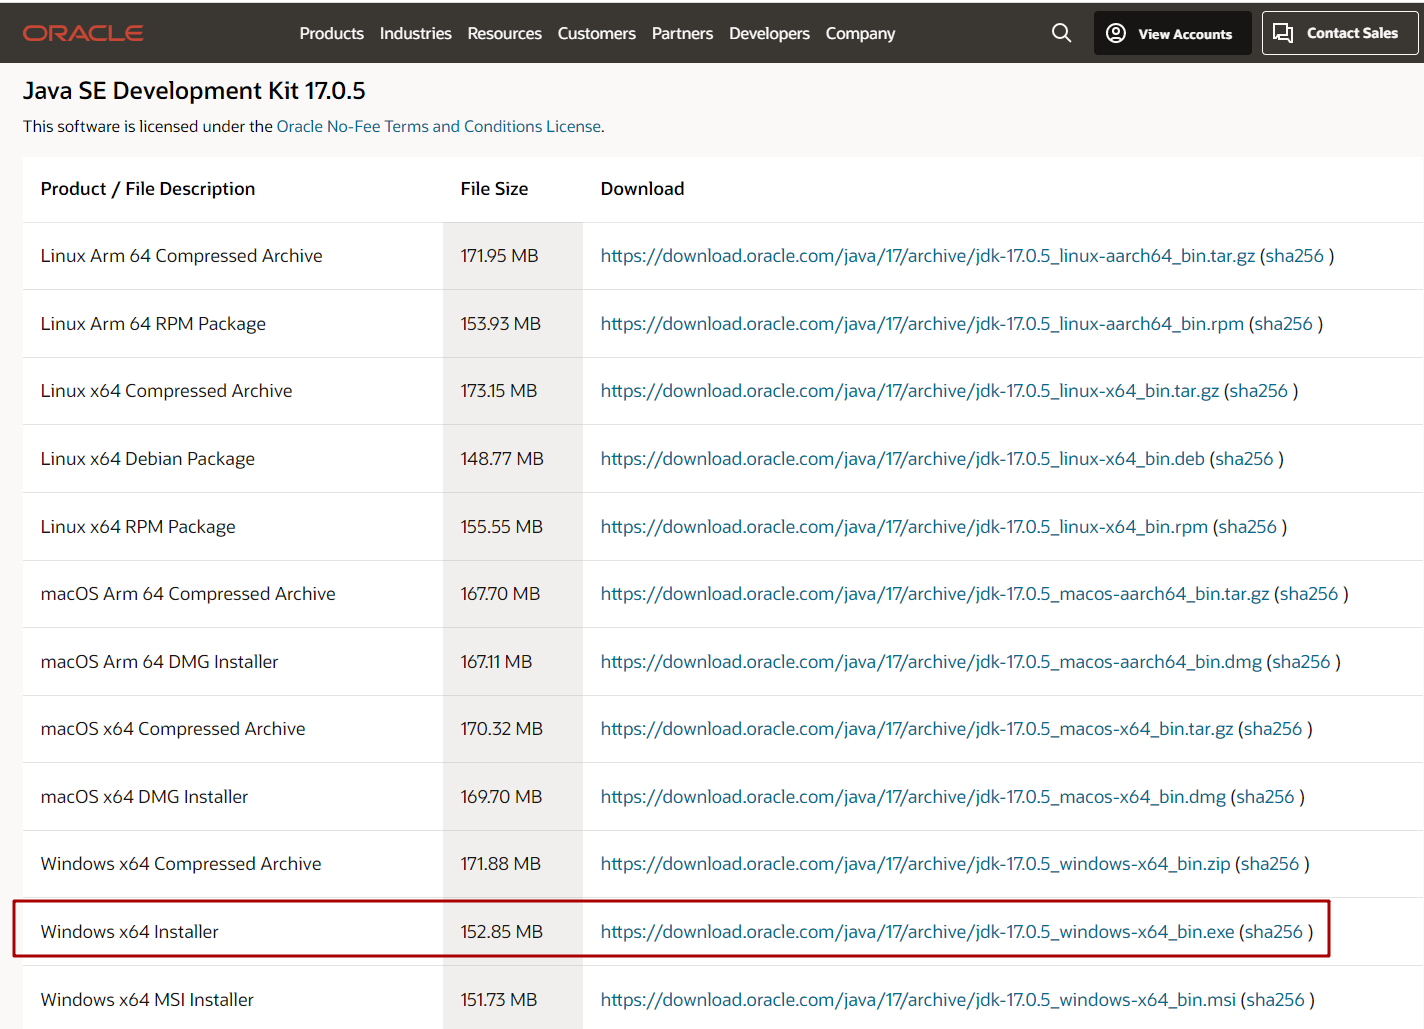 ORACLE Products Industries Resources Customers Partners Developers Company View Accounts Contact Sales
Java SE Development Kit 17.0.5
This software is licensed under the Oracle No-Fee Terms and Conditions License.
Product / File Description File Size Download
Linux Arm 64 Compressed Archive 171.95 MB https://download.oracle.com/java/17/archive/jdk-17.0.5_linux-aarch64_bin.tar.gz (sha256 )
Linux Arm 64 RPM Package 153.93 MB https://download.oracle.com/java/17/archive/jdk-17.0.5_linux-aarch64_bin.rpm (sha256 )
Linux x64 Compressed Archive 173.15 MB https://download.oracle.com/java/17/archive/jdk-17.0.5_linux-x64_bin.tar.gz (sha256 )
Linux x64 Debian Package 148.77 MB https://download.oracle.com/java/17/archive/jdk-17.0.5_linux-x64_bin.deb (sha256 )
Linux x64 RPM Package 155.55 MB https://download.oracle.com/java/17/archive/jdk-17.0.5_linux-x64_bin.rpm (sha256 )
macOS Arm 64 Compressed Archive 167.70 MB https://download.oracle.com/java/17/archive/jdk-17.0.5_macos-aarch64_bin.tar.gz (sha256 )
macOS Arm 64 DMG Installer 167.11 MB https://download.oracle.com/java/17/archive/jdk-17.0.5_macos-aarch64_bin.dmg (sha256 )
macOS x64 Compressed Archive 170.32 MB https://download.oracle.com/java/17/archive/jdk-17.0.5_macos-x64_bin.tar.gz (sha256 )
macOS x64 DMG Installer 169.70 MB https://download.oracle.com/java/17/archive/jdk-17.0.5_macos-x64_bin.dmg (sha256 )
Windows x64 Compressed Archive 171.88 MB https://download.oracle.com/java/17/archive/jdk-17.0.5_windows-x64_bin.zip (sha256 )
Windows x64 Installer 152.85 MB https://download.oracle.com/java/17/archive/jdk-17.0.5_windows-x64_bin.exe (sha256 )
Windows x64 MSI Installer 151.73 MB https://download.oracle.com/java/17/archive/jdk-17.0.5_windows-x64_bin.msi (sha256 )